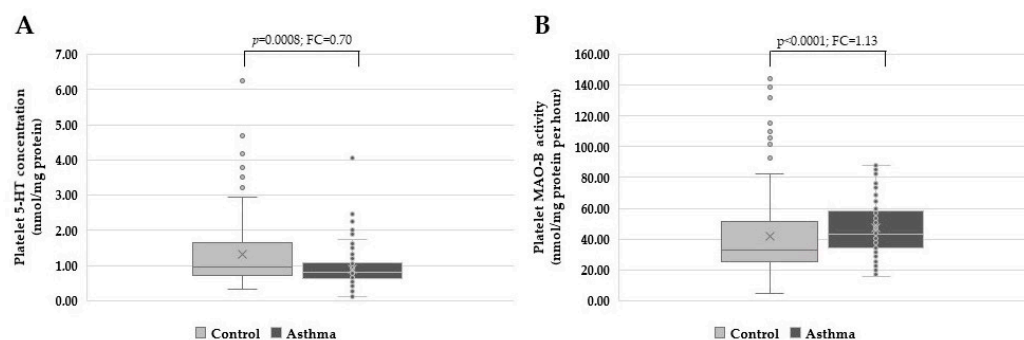 A
p=0.0008; FC=0.70
7.00
6.00
5.00
4.00
3.00
2.00
1.00
0.00
Platelet 5-HT concentration
(nmol/mg protein)
Control Asthma
B
p<0.0001; FC=1.13
160.00
140.00
120.00
100.00
80.00
60.00
40.00
20.00
0.00
Platelet MAO-B activity
(nmol/mg protein per hour)
Control Asthma